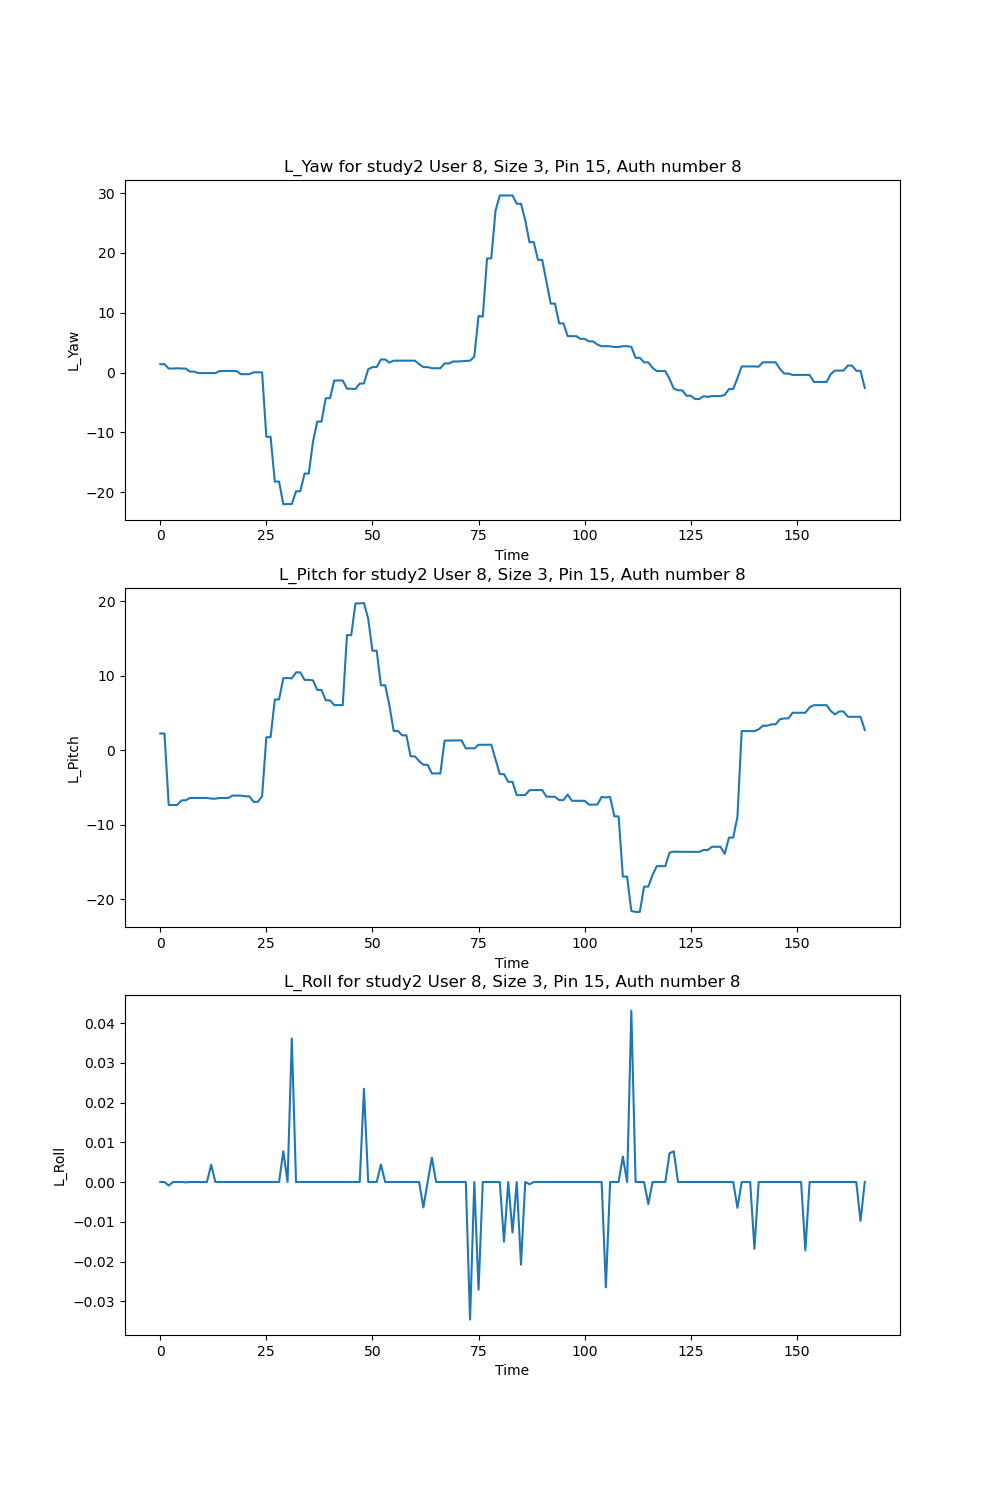 L_Yaw for study2 User 8, Size 3, Pin 15, Auth number 8
30
20
10
0
−10
−20
L_Yaw
0 25 50 75 100 125 150
Time
L_Pitch for study2 User 8, Size 3, Pin 15, Auth number 8
20
10
0
−10
−20
L_Pitch
0 25 50 75 100 125 150
Time
L_Roll for study2 User 8, Size 3, Pin 15, Auth number 8
0.04
0.03
0.02
0.01
0.00
−0.01
−0.02
−0.03
L_Roll
0 25 50 75 100 125 150
Time